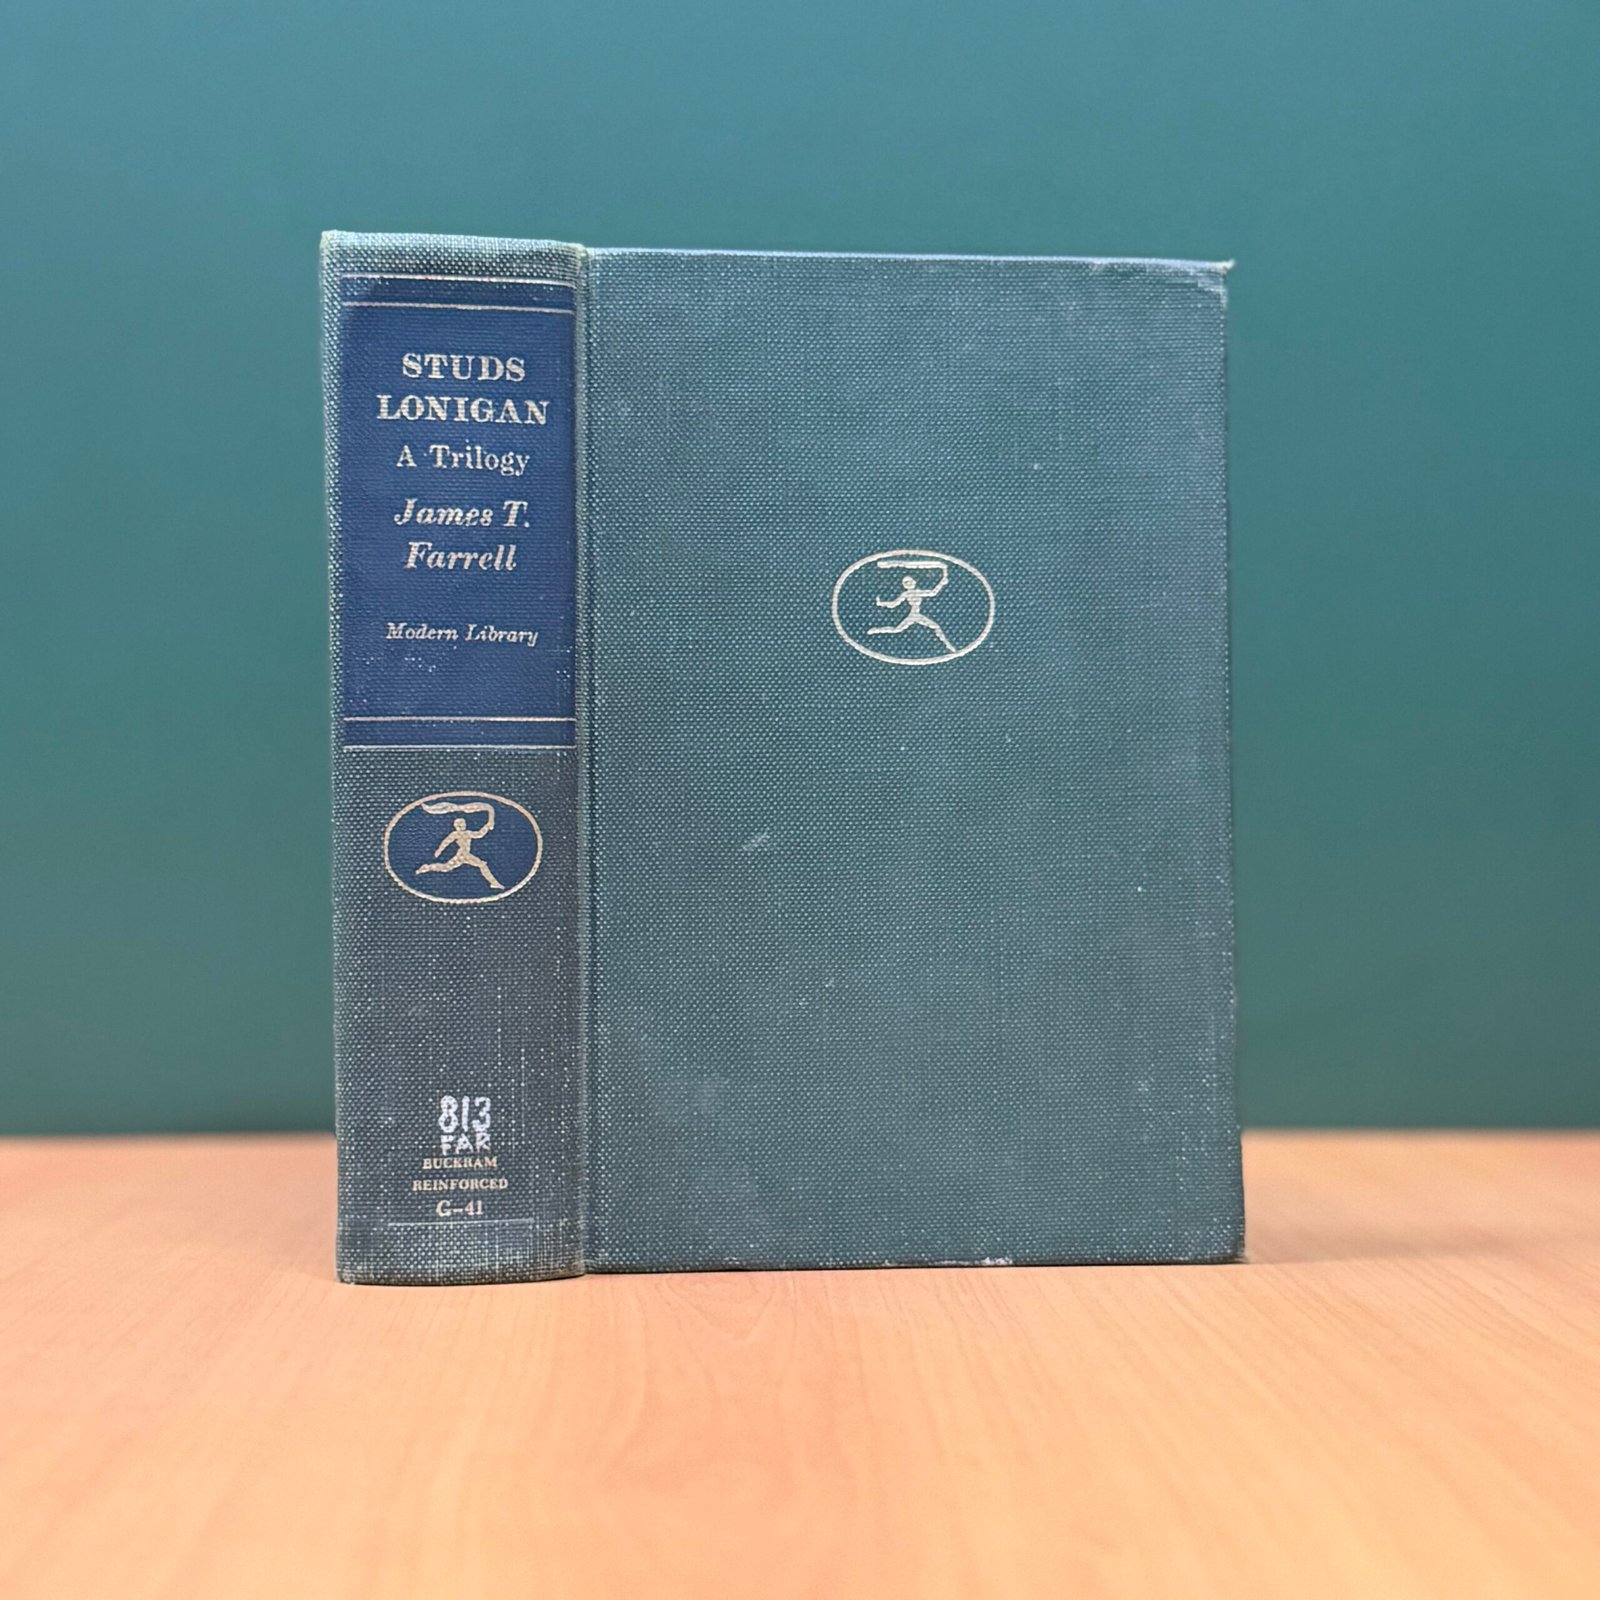 STUDS
LONIGAN
A Trilogy
James T.
Farrell
Modern Library
813
FAR
BUCKRAM
REINFORCED
G-41